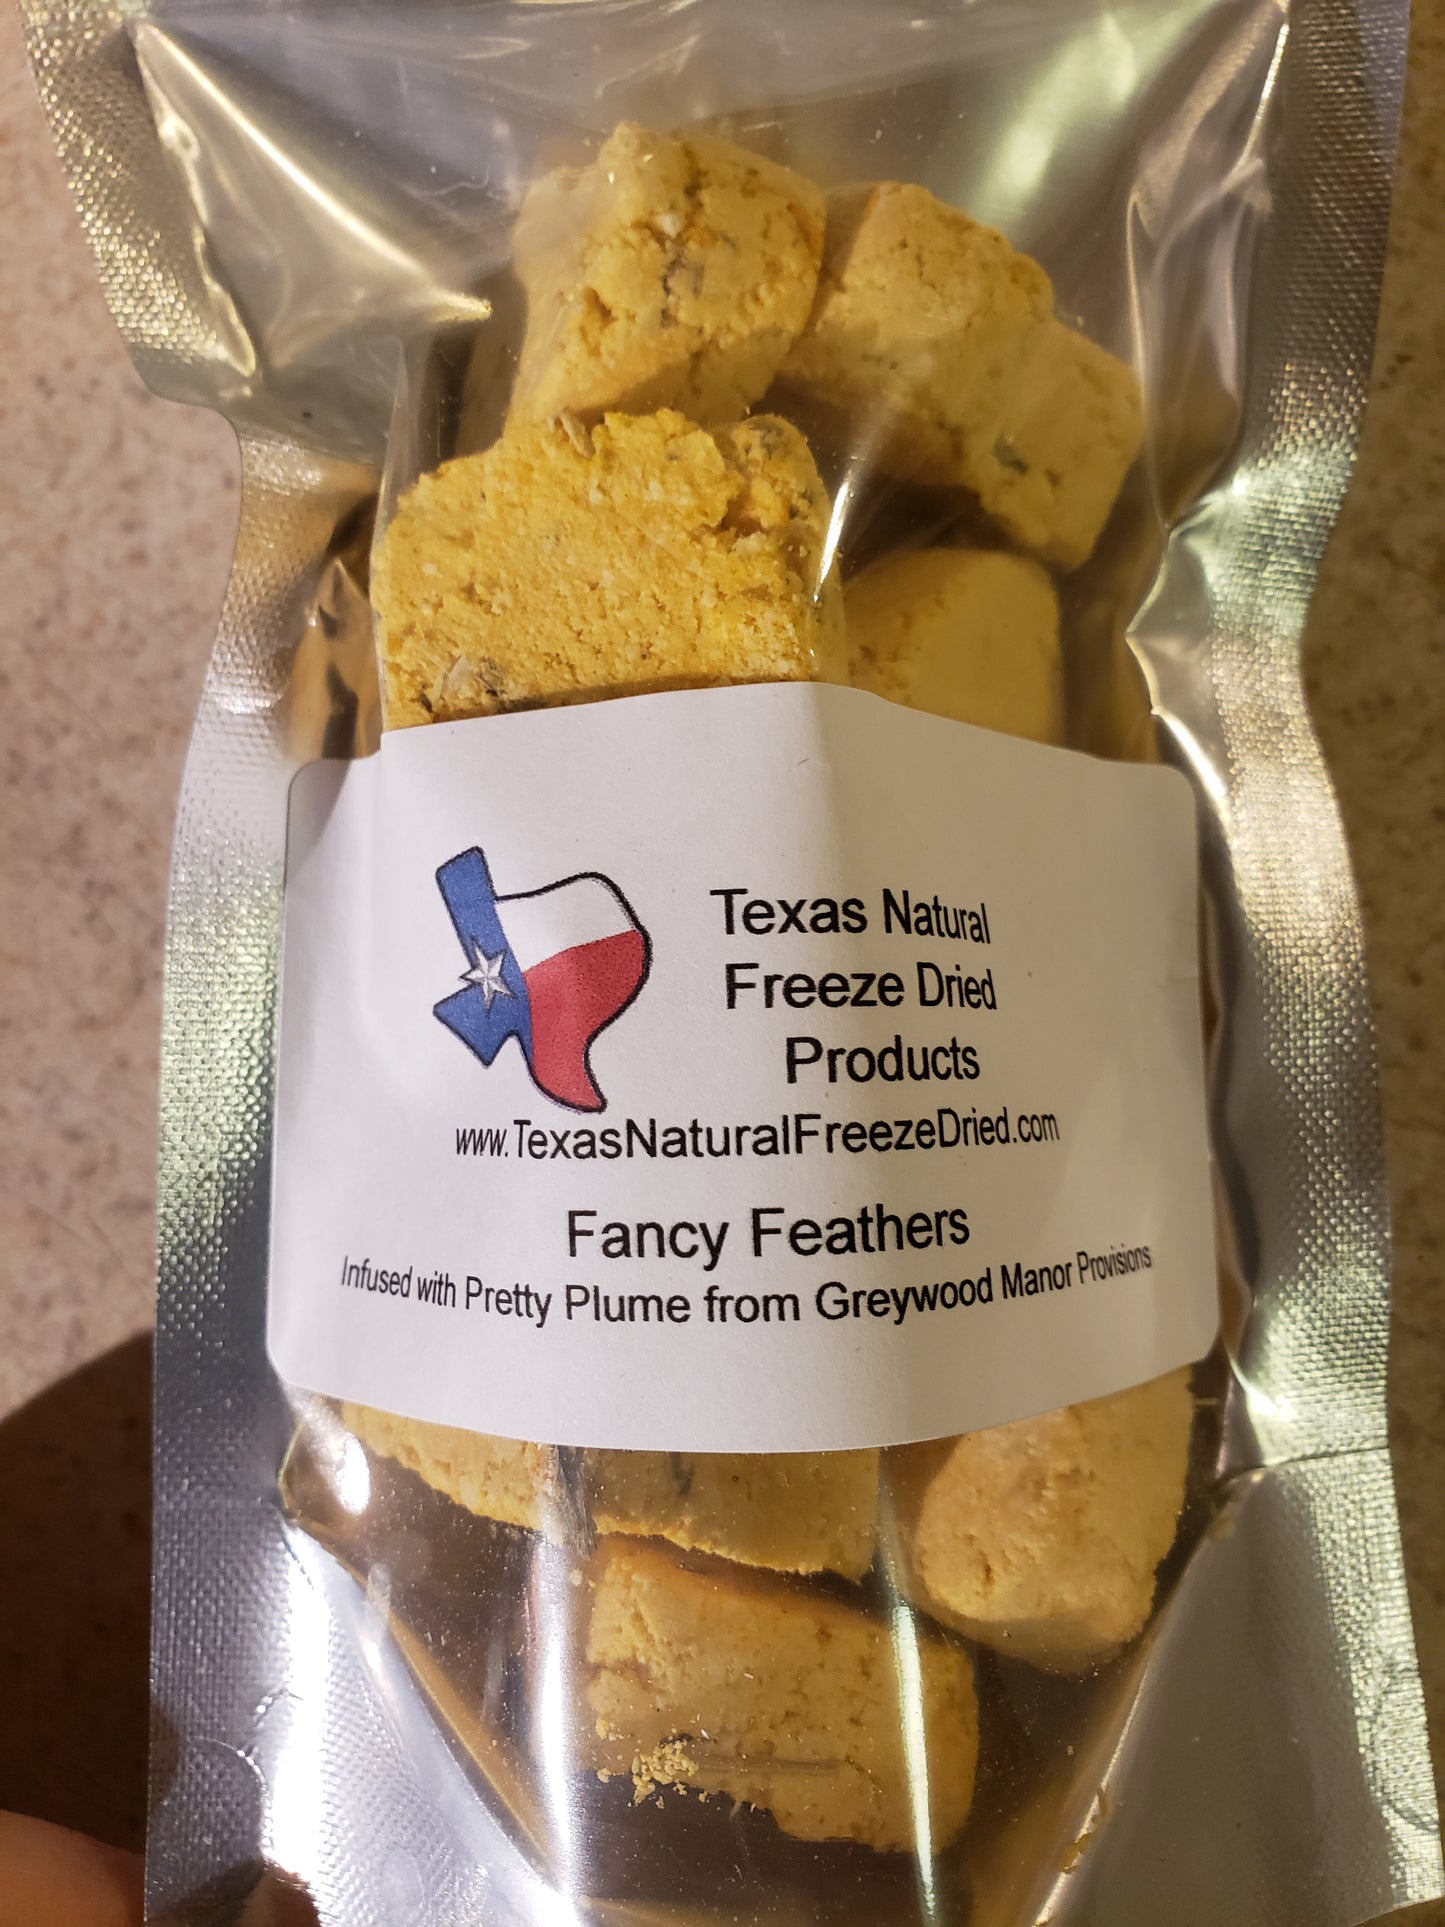 Texas Natural
Freeze Dried
Products
www.TexasNaturalFreezeDried.com
Fancy Feathers
Infused with Pretty Plume from Greywood Manor Provisions